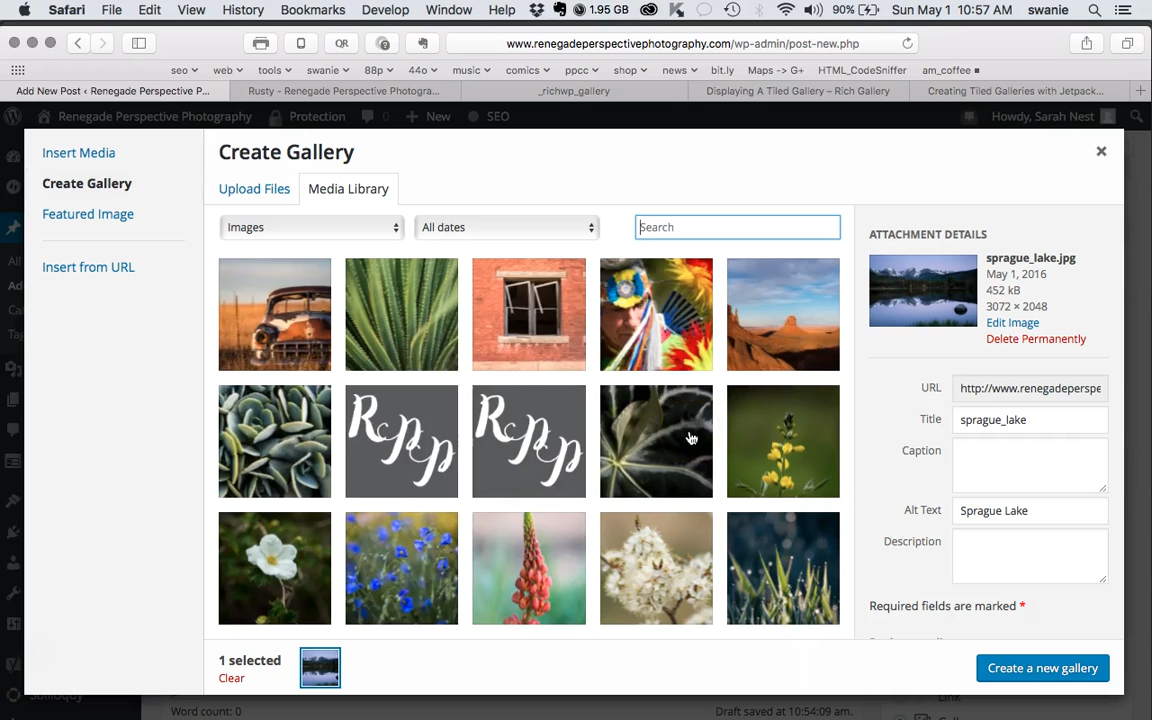 Safari File Edit View History Bookmarks Develop Window Help 1.95 GB 90% Sun May 1 10:57 AM swanie
QR www.renegadeperspectivephotography.com/wp-admin/post-new.php
seo web tools swanie 88p 44o music comics ppcc shop news bit.ly Maps -> G+ HTML_CodeSniffer am_coffee
Add New Post ‹ Renegade Perspective P... Rusty - Renegade Perspective Photogra... _richwp_gallery Displaying A Tiled Gallery – Rich Gallery Creating Tiled Galleries with Jetpack...
Renegade Perspective Photography Protection 0 New SEO Howdy, Sarah Nest
Insert Media
Create Gallery
Featured Image
Insert from URL
Create Gallery
Upload Files Media Library
Images All dates Search
Rpp Rpp
ATTACHMENT DETAILS
sprague_lake.jpg
May 1, 2016
452 kB
3072 × 2048
Edit Image
Delete Permanently
URL http://www.renegadeperspe
Title sprague_lake
Caption
Alt Text Sprague Lake
Description
Required fields are marked *
1 selected
Clear
Create a new gallery
Word count: 0 Draft saved at 10:54:09 am.